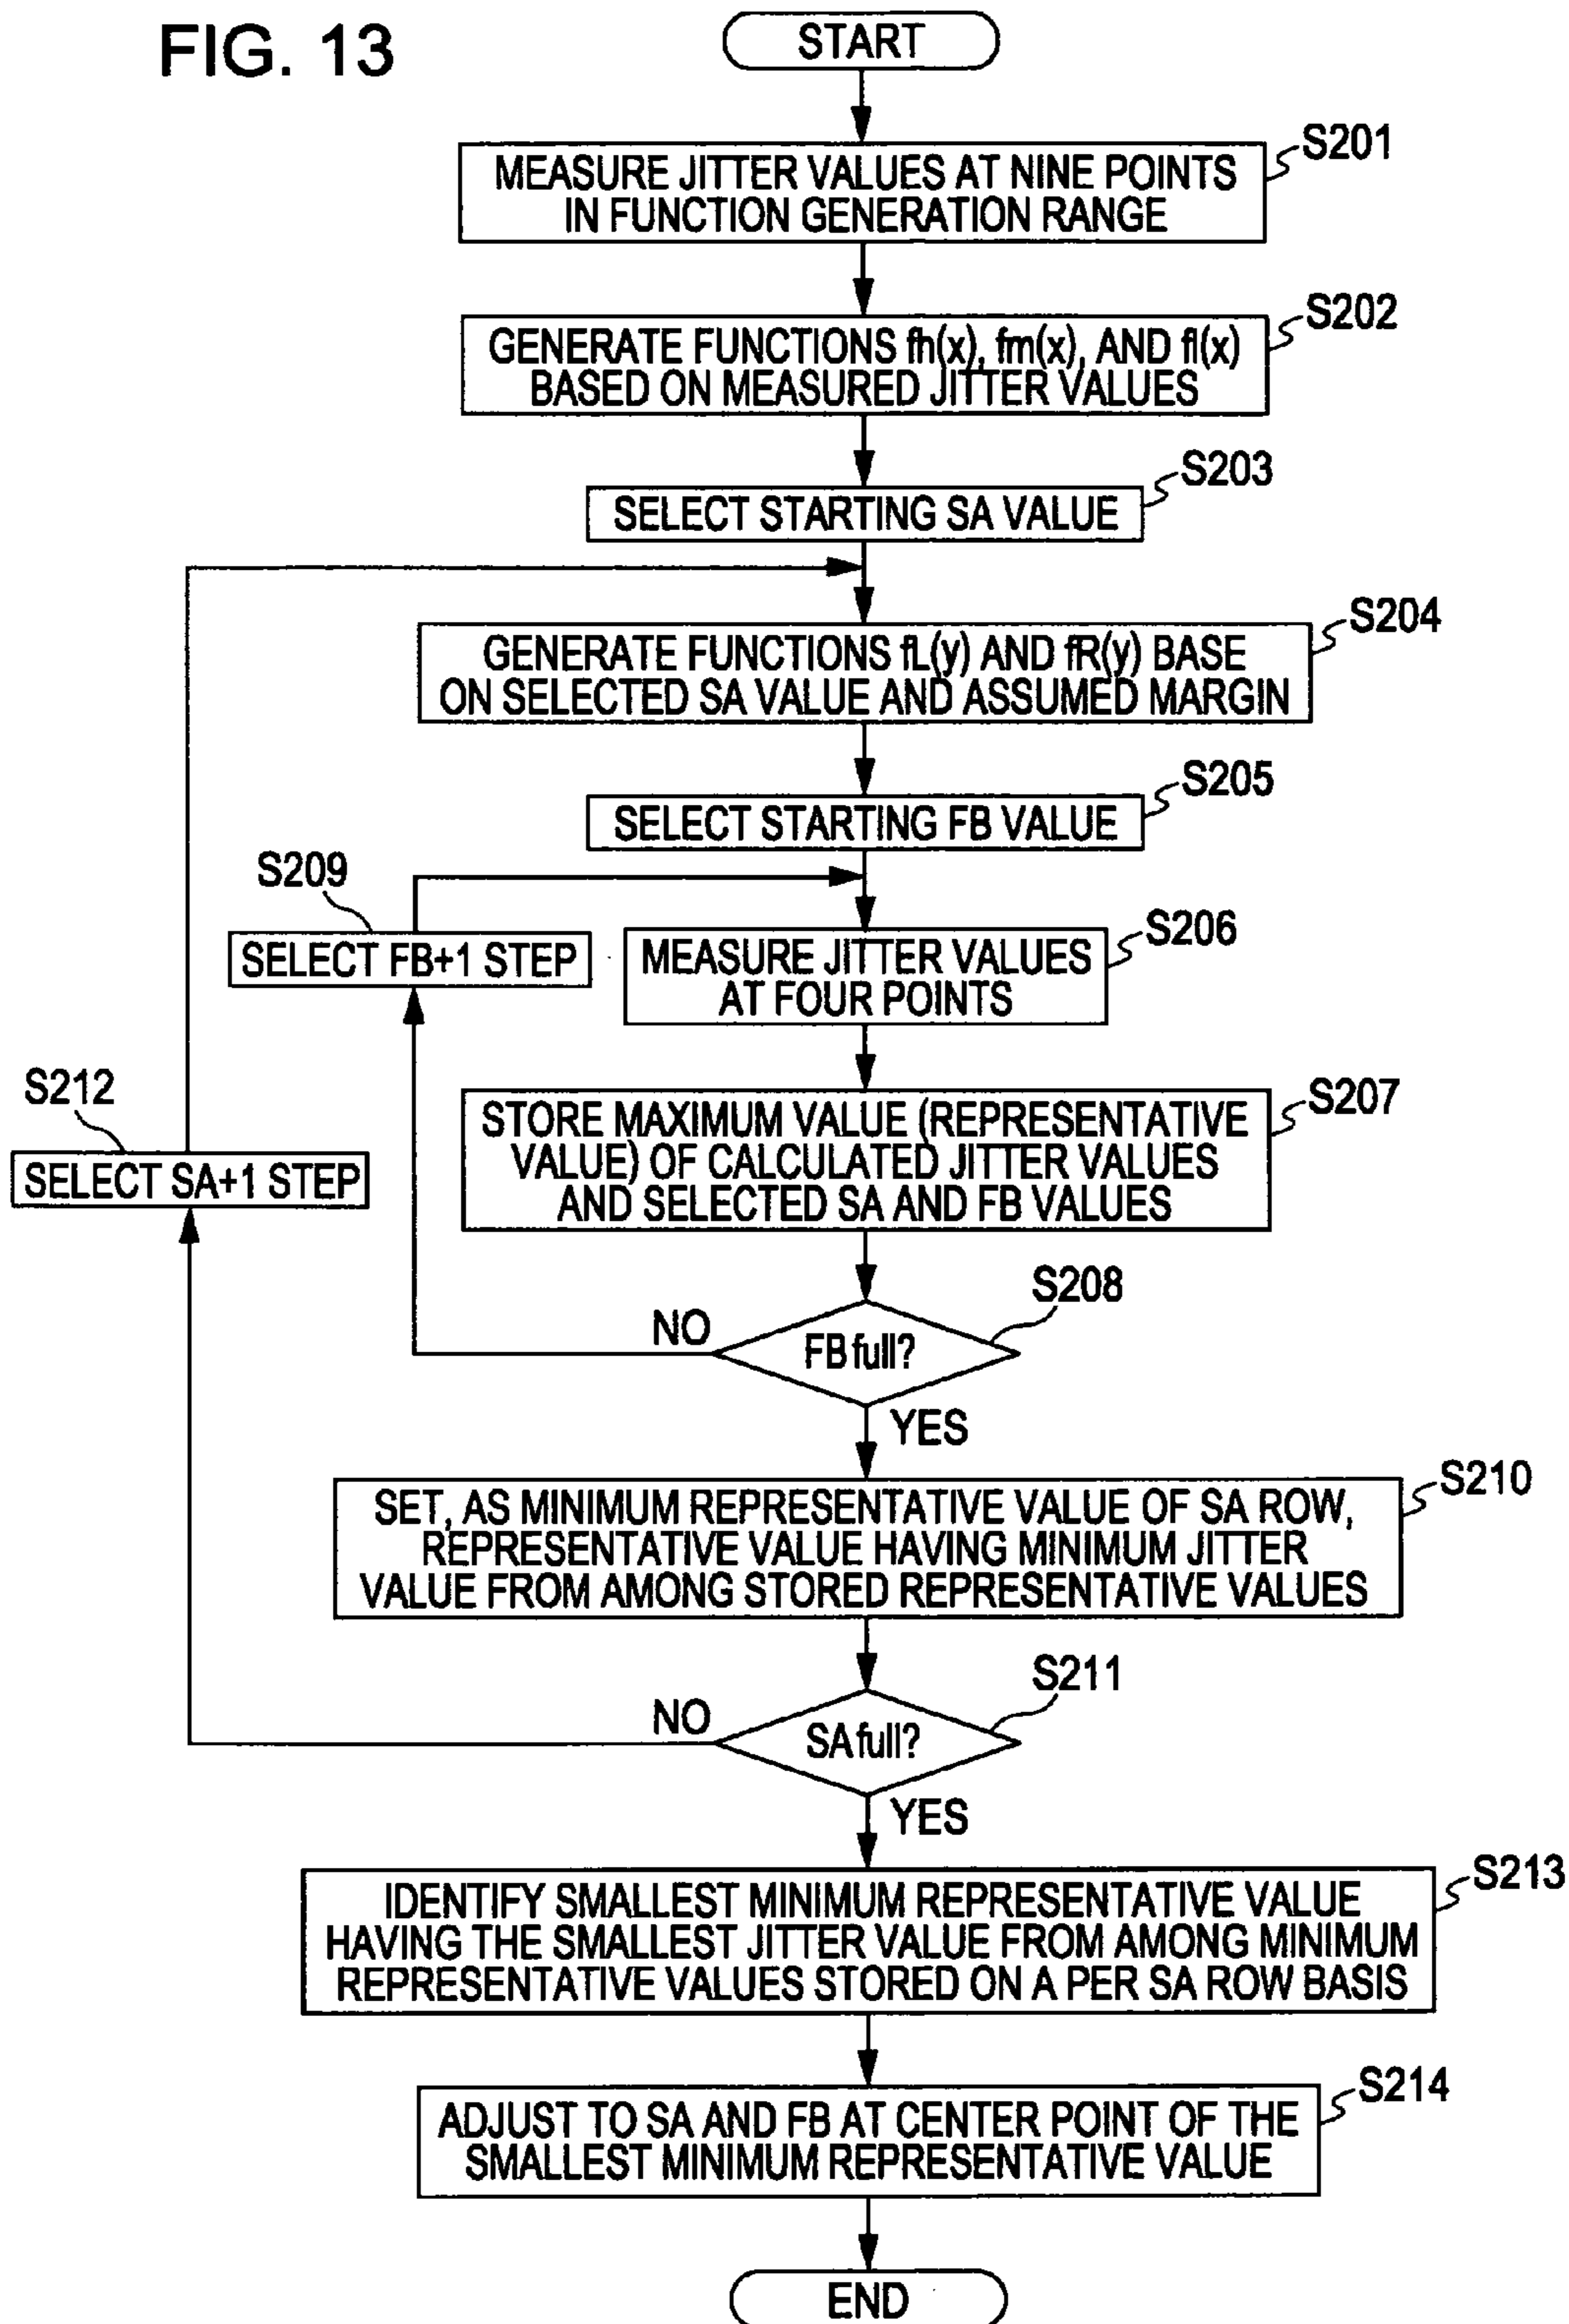 FIG. 13
START
S201
MEASURE JITTER VALUES AT NINE POINTS
IN FUNCTION GENERATION RANGE
S202
GENERATE FUNCTIONS fh(x), fm(x), AND fl(x)
BASED ON MEASURED JITTER VALUES
S203
SELECT STARTING SA VALUE
S204
GENERATE FUNCTIONS fL(y) AND fR(y) BASE
ON SELECTED SA VALUE AND ASSUMED MARGIN
S205
SELECT STARTING FB VALUE
S209
SELECT FB+1 STEP
S206
MEASURE JITTER VALUES
AT FOUR POINTS
S212
SELECT SA+1 STEP
S207
STORE MAXIMUM VALUE (REPRESENTATIVE
VALUE) OF CALCULATED JITTER VALUES
AND SELECTED SA AND FB VALUES
S208
NO
FB full?
YES
S210
SET, AS MINIMUM REPRESENTATIVE VALUE OF SA ROW,
REPRESENTATIVE VALUE HAVING MINIMUM JITTER
VALUE FROM AMONG STORED REPRESENTATIVE VALUES
S211
NO
SA full?
YES
S213
IDENTIFY SMALLEST MINIMUM REPRESENTATIVE VALUE
HAVING THE SMALLEST JITTER VALUE FROM AMONG MINIMUM
REPRESENTATIVE VALUES STORED ON A PER SA ROW BASIS
S214
ADJUST TO SA AND FB AT CENTER POINT OF THE
SMALLEST MINIMUM REPRESENTATIVE VALUE
END